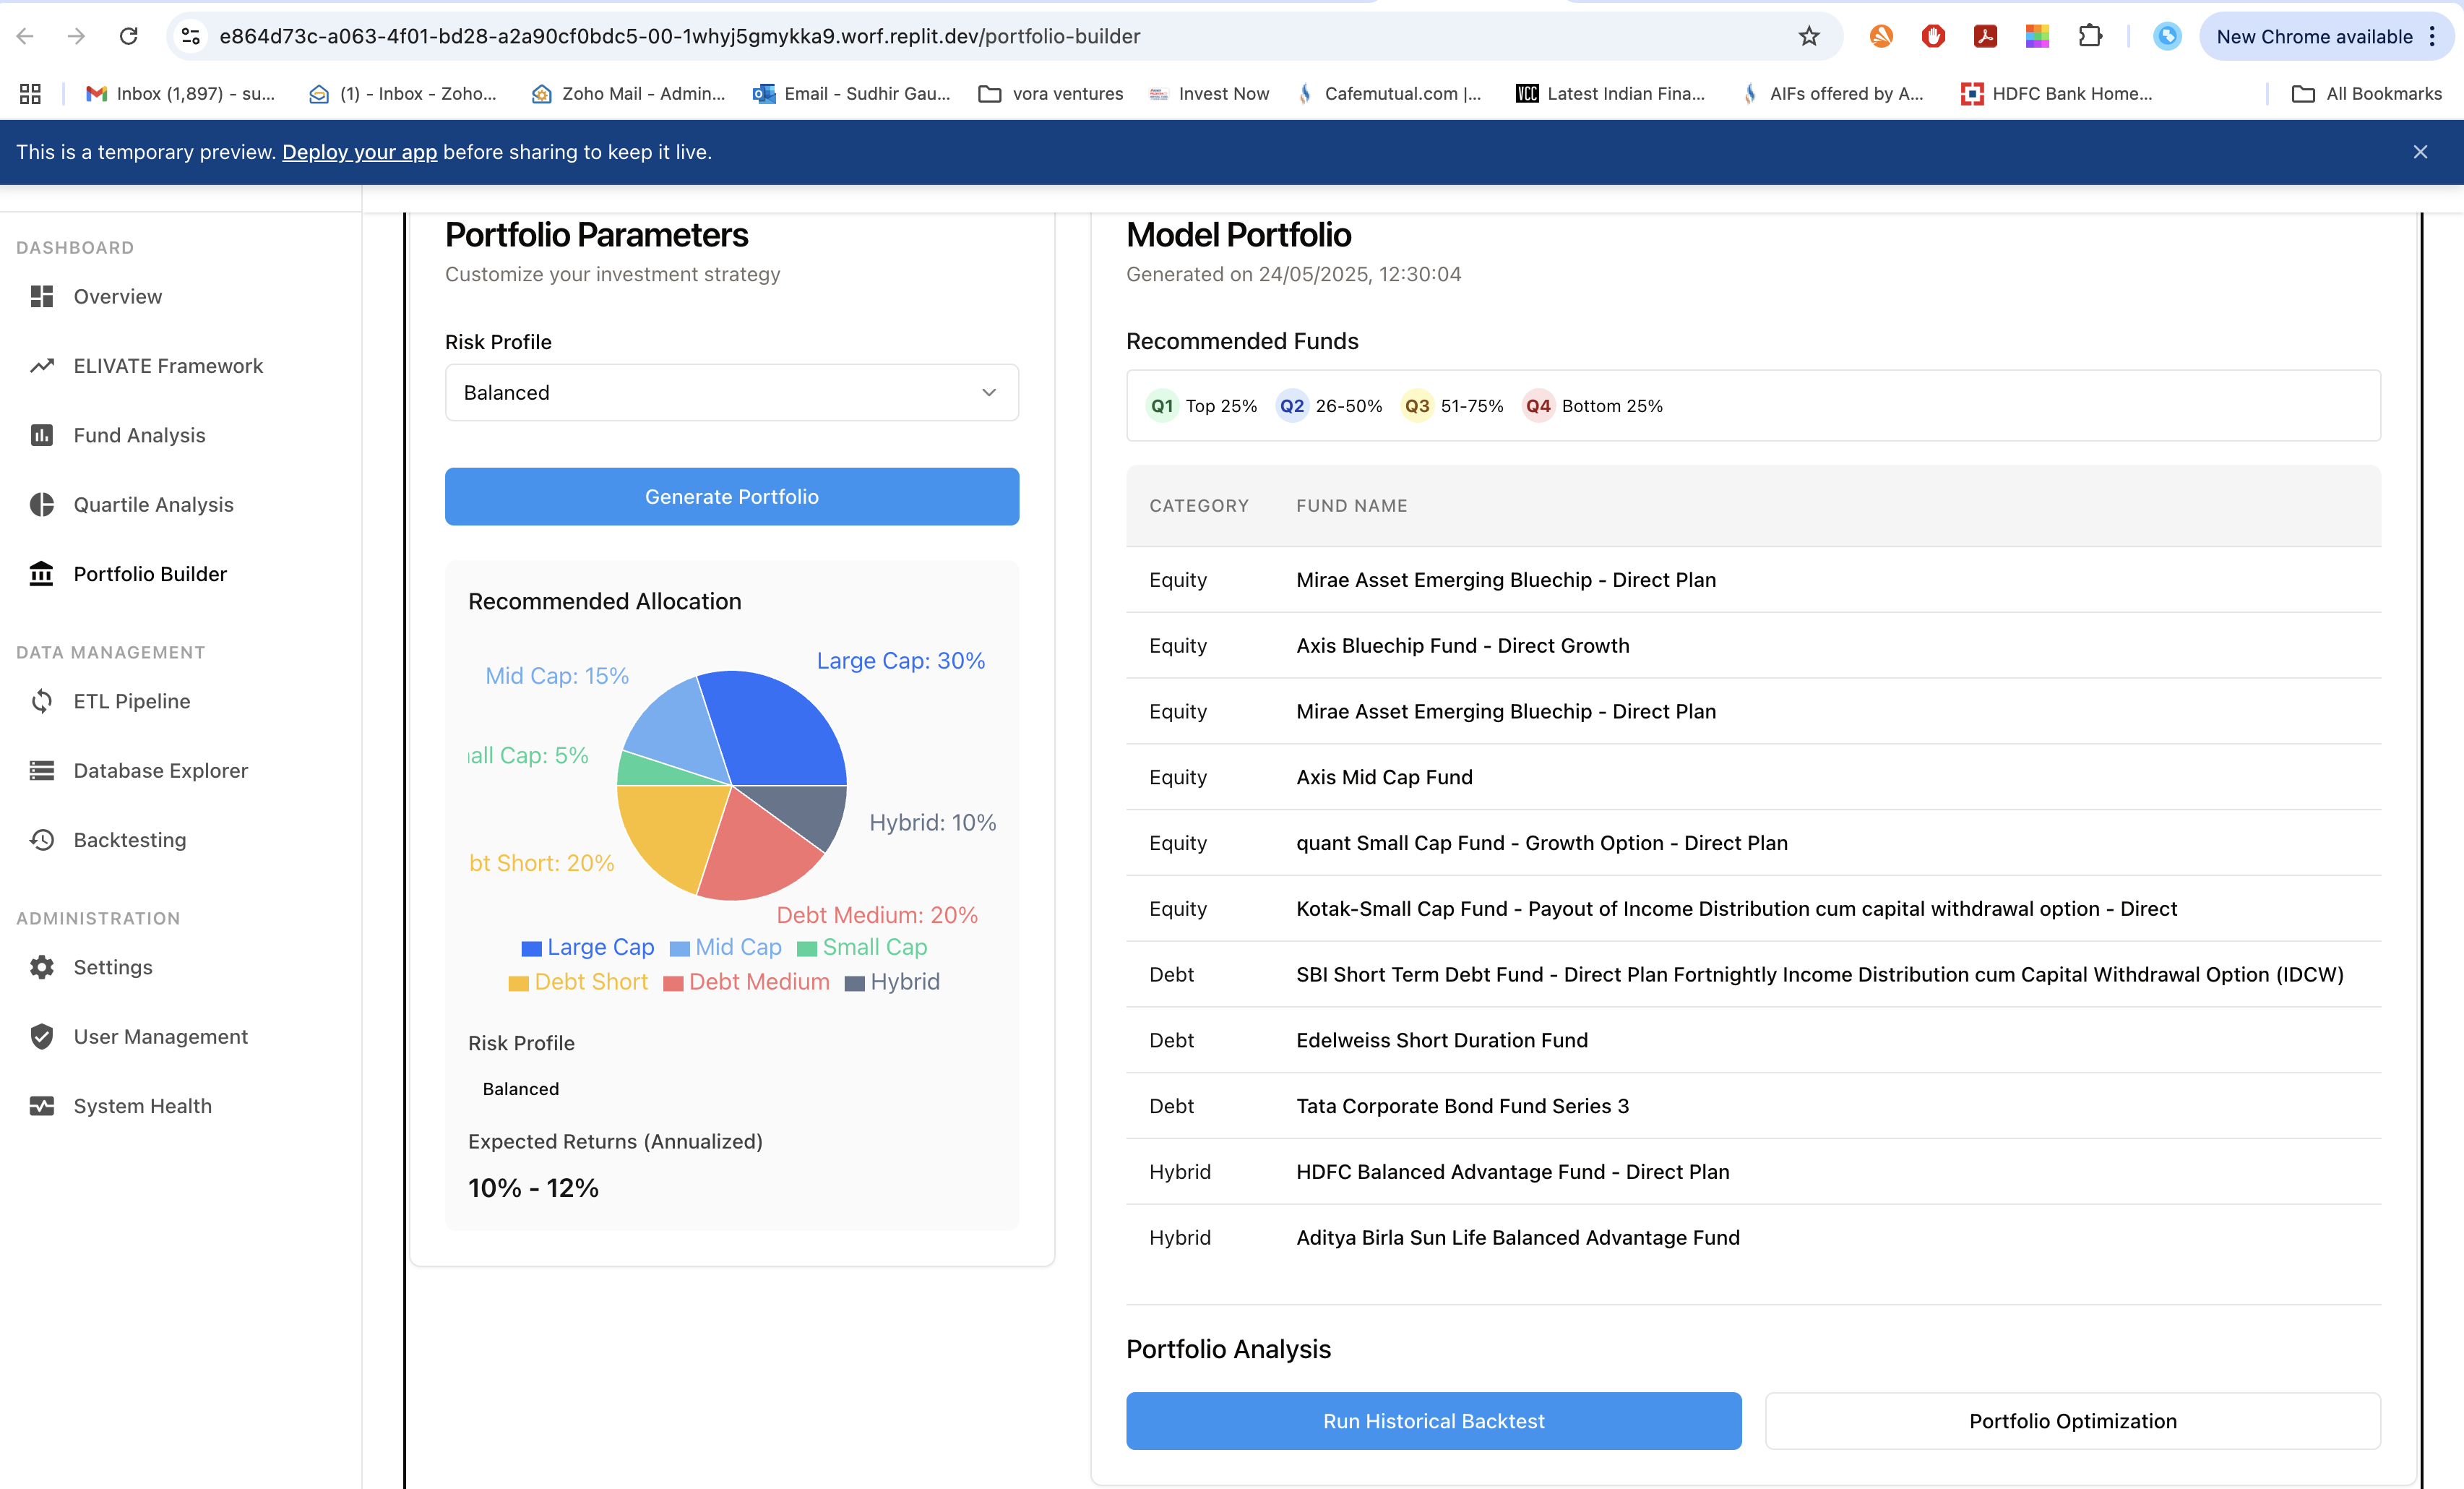 e864d73c-a063-4f01-bd28-a2a90cf0bdc5-00-1whyj5gmykka9.worf.replit.dev/portfolio-builder
New Chrome available
Inbox (1,897) - su...
(1) - Inbox - Zoho...
Zoho Mail - Admin...
Email - Sudhir Gau...
vora ventures
Invest Now
Cafemutual.com |...
VCC
Latest Indian Fina...
AIFs offered by A...
HDFC Bank Home...
All Bookmarks
This is a temporary preview. Deploy your app before sharing to keep it live.
DASHBOARD
Overview
ELIVATE Framework
Fund Analysis
Quartile Analysis
Portfolio Builder
DATA MANAGEMENT
ETL Pipeline
Database Explorer
Backtesting
ADMINISTRATION
Settings
User Management
System Health
Portfolio Parameters
Customize your investment strategy
Risk Profile
Balanced
Generate Portfolio
Recommended Allocation
Large Cap: 30%
Mid Cap: 15%
all Cap: 5%
Hybrid: 10%
bt Short: 20%
Debt Medium: 20%
Large Cap Mid Cap Small Cap
Debt Short Debt Medium Hybrid
Risk Profile
Balanced
Expected Returns (Annualized)
10% - 12%
Model Portfolio
Generated on 24/05/2025, 12:30:04
Recommended Funds
Q1 Top 25% Q2 26-50% Q3 51-75% Q4 Bottom 25%
CATEGORY FUND NAME
Equity Mirae Asset Emerging Bluechip - Direct Plan
Equity Axis Bluechip Fund - Direct Growth
Equity Mirae Asset Emerging Bluechip - Direct Plan
Equity Axis Mid Cap Fund
Equity quant Small Cap Fund - Growth Option - Direct Plan
Equity Kotak-Small Cap Fund - Payout of Income Distribution cum capital withdrawal option - Direct
Debt SBI Short Term Debt Fund - Direct Plan Fortnightly Income Distribution cum Capital Withdrawal Option (IDCW)
Debt Edelweiss Short Duration Fund
Debt Tata Corporate Bond Fund Series 3
Hybrid HDFC Balanced Advantage Fund - Direct Plan
Hybrid Aditya Birla Sun Life Balanced Advantage Fund
Portfolio Analysis
Run Historical Backtest
Portfolio Optimization